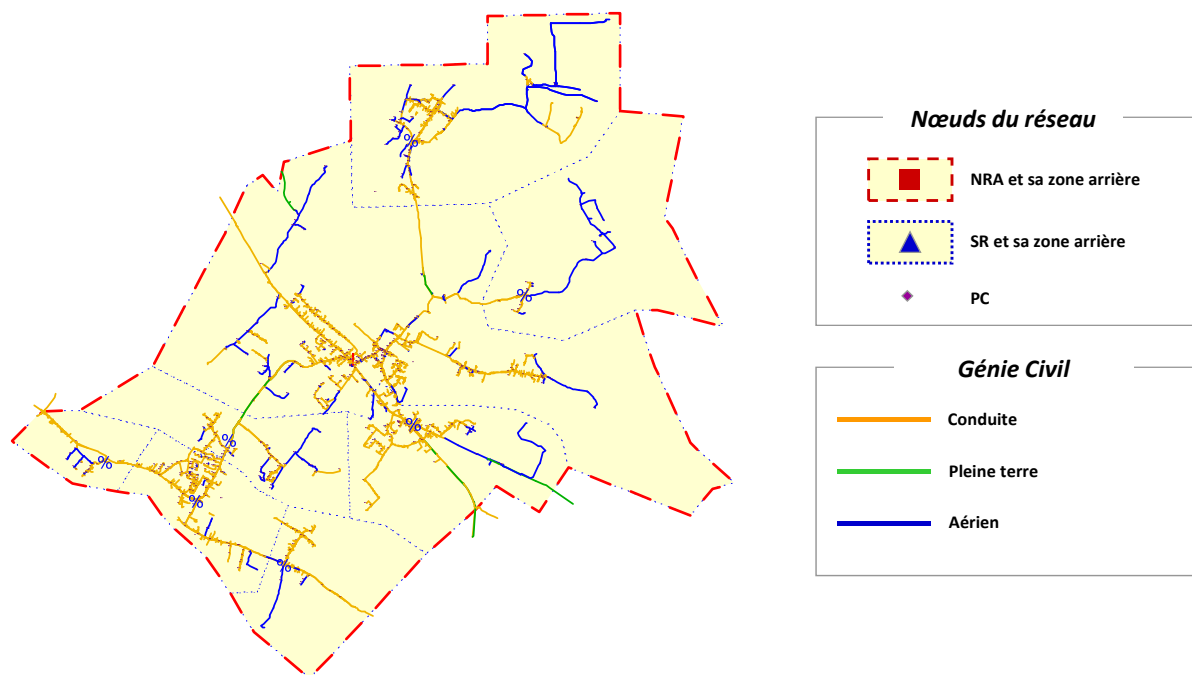 Nœuds du réseau
NRA et sa zone arrière
SR et sa zone arrière
PC
Génie Civil
Conduite
Pleine terre
Aérien
%
%
%
%
%
%
%